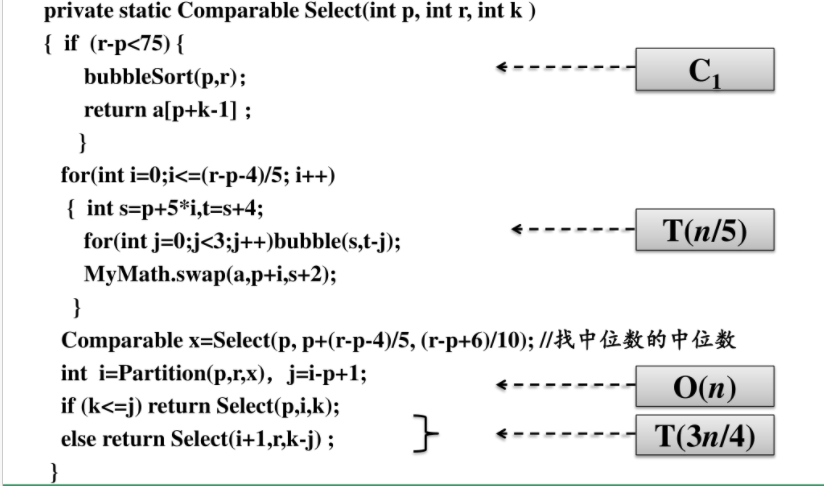 private static Comparable Select(int p, int r, int k )
{ if (r-p<75) {
bubbleSort(p,r);
C1
return a[p+k-1] ;
}
for(int i=0;i<=(r-p-4)/5; i++)
{ int s=p+5*i,t=s+4;
for(int j=0;j<3;j++)bubble(s,t-j);
T(n/5)
MyMath.swap(a,p+i,s+2);
}
Comparable x=Select(p, p+(r-p-4)/5, (r-p+6)/10); //找中位数的中位数
int i=Partition(p,r,x)，j=i-p+1;
O(n)
if (k<=j) return Select(p,i,k);
else return Select(i+1,r,k-j) ;
T(3n/4)
}